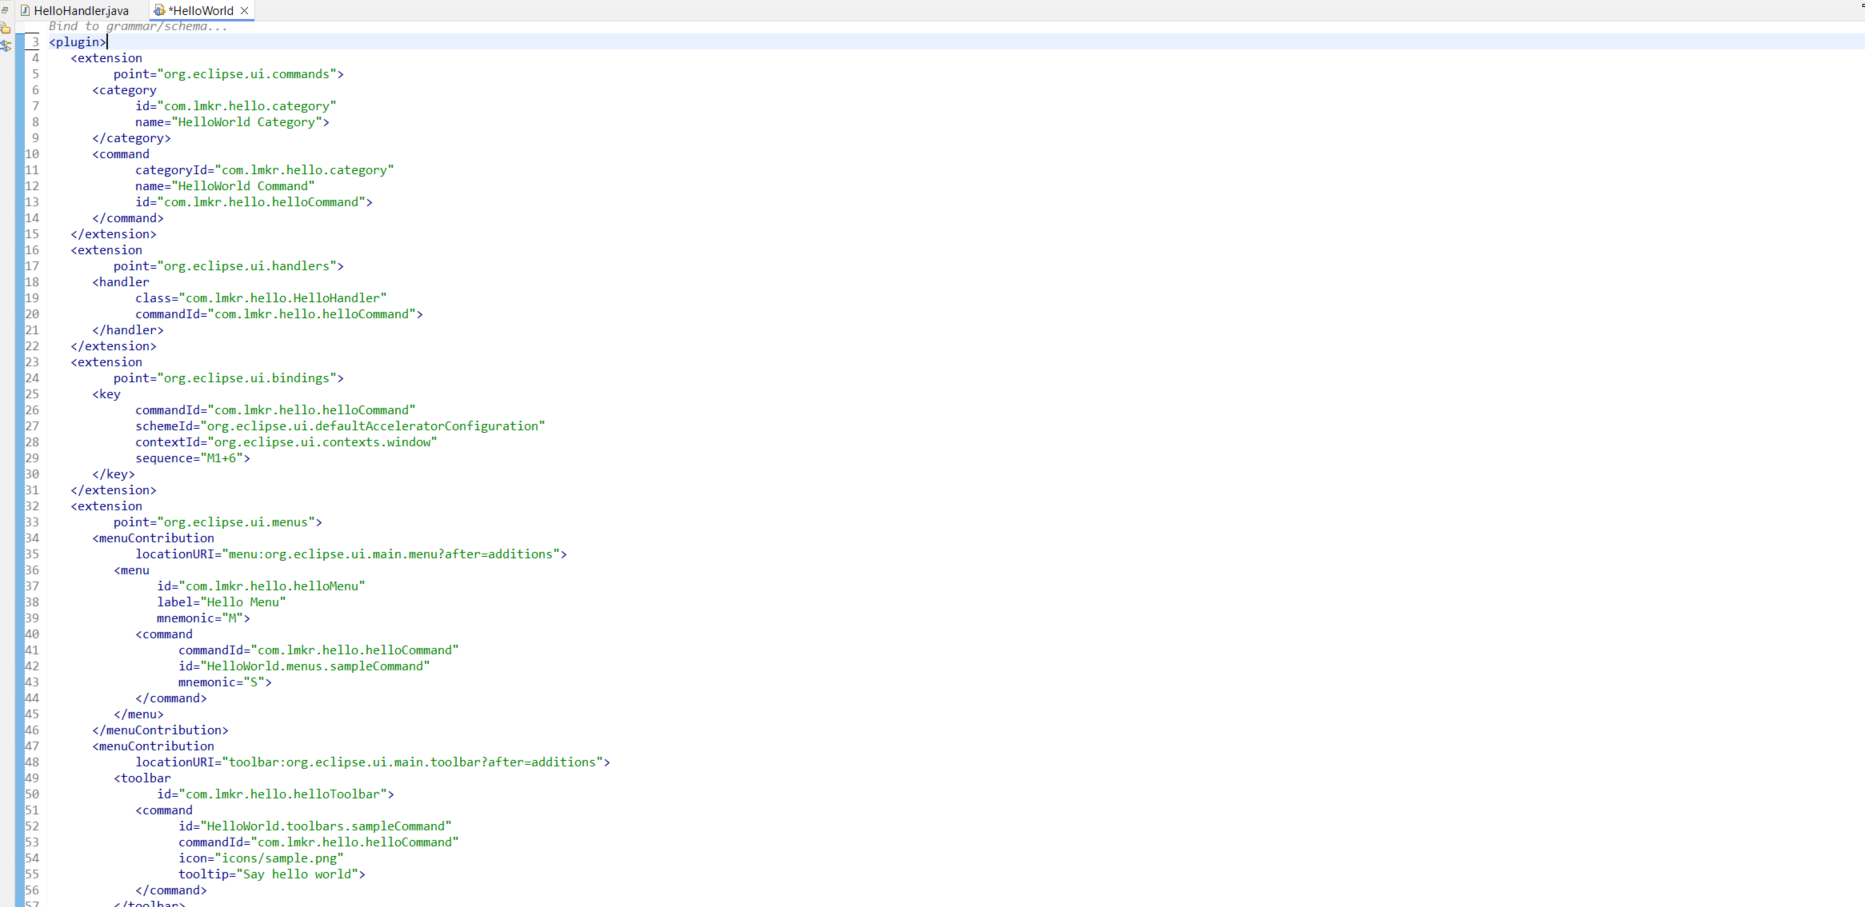 HelloHandler.java
*HelloWorld
Bind to grammar/schema...
3 <plugin>
4 <extension
5 point="org.eclipse.ui.commands">
6 <category
7 id="com.lmkr.hello.category"
8 name="HelloWorld Category">
9 </category>
10 <command
11 categoryId="com.lmkr.hello.category"
12 name="HelloWorld Command"
13 id="com.lmkr.hello.helloCommand">
14 </command>
15 </extension>
16 <extension
17 point="org.eclipse.ui.handlers">
18 <handler
19 class="com.lmkr.hello.HelloHandler"
20 commandId="com.lmkr.hello.helloCommand">
21 </handler>
22 </extension>
23 <extension
24 point="org.eclipse.ui.bindings">
25 <key
26 commandId="com.lmkr.hello.helloCommand"
27 schemeId="org.eclipse.ui.defaultAcceleratorConfiguration"
28 contextId="org.eclipse.ui.contexts.window"
29 sequence="M1+6">
30 </key>
31 </extension>
32 <extension
33 point="org.eclipse.ui.menus">
34 <menuContribution
35 locationURI="menu:org.eclipse.ui.main.menu?after=additions">
36 <menu
37 id="com.lmkr.hello.helloMenu"
38 label="Hello Menu"
39 mnemonic="M">
40 <command
41 commandId="com.lmkr.hello.helloCommand"
42 id="HelloWorld.menus.sampleCommand"
43 mnemonic="S">
44 </command>
45 </menu>
46 </menuContribution>
47 <menuContribution
48 locationURI="toolbar:org.eclipse.ui.main.toolbar?after=additions">
49 <toolbar
50 id="com.lmkr.hello.helloToolbar">
51 <command
52 id="HelloWorld.toolbars.sampleCommand"
53 commandId="com.lmkr.hello.helloCommand"
54 icon="icons/sample.png"
55 tooltip="Say hello world">
56 </command>
57 </toolbar>